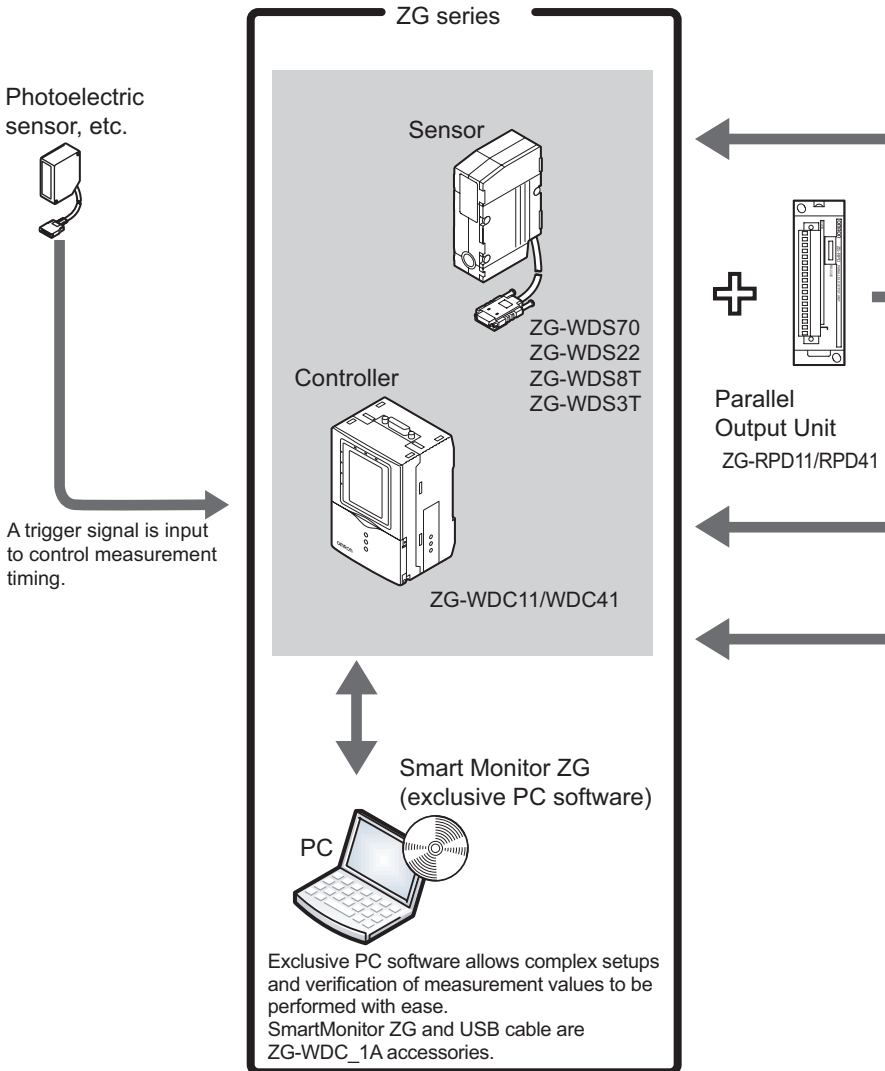 ZG series
Photoelectric
sensor, etc.
Sensor
ZG-WDS70
ZG-WDS22
ZG-WDS8T
ZG-WDS3T
Controller
Parallel
Output Unit
ZG-RPD11/RPD41
A trigger signal is input
to control measurement
timing.
omron
ZG-WDC11/WDC41
Smart Monitor ZG
(exclusive PC software)
PC
Exclusive PC software allows complex setups
and verification of measurement values to be
performed with ease.
SmartMonitor ZG and USB cable are
ZG-WDC_1A accessories.